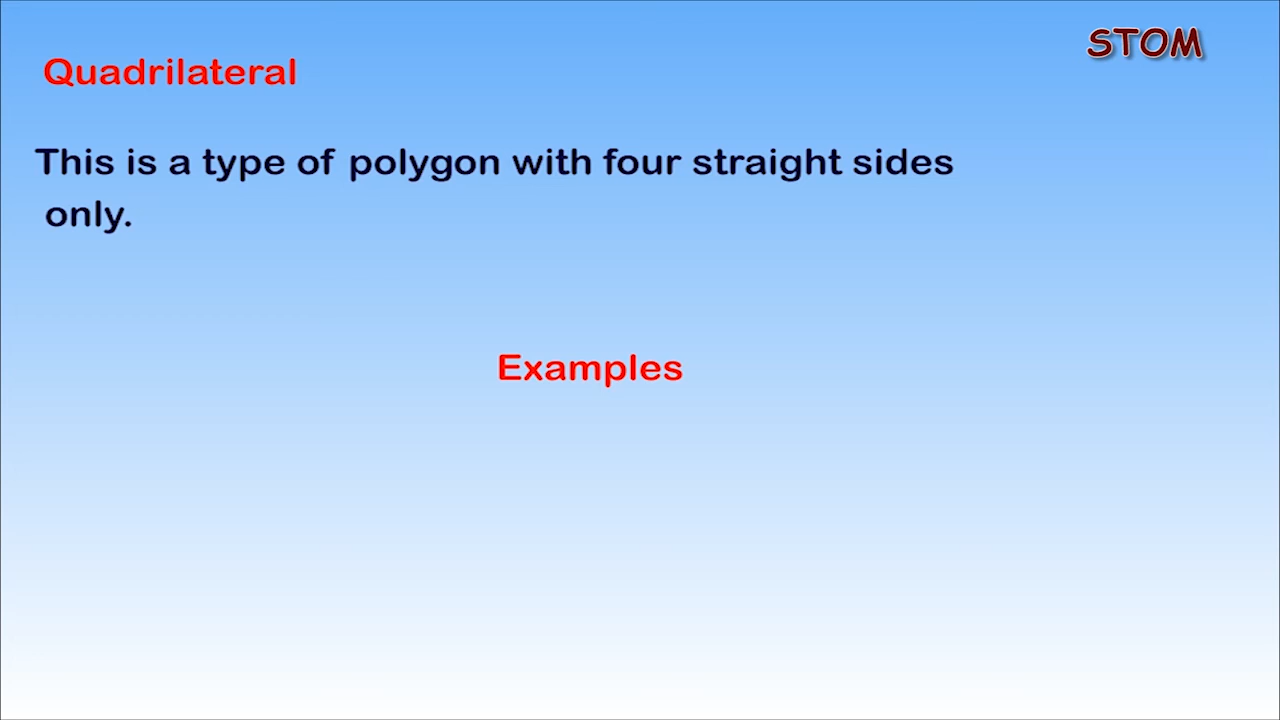 STOM
Quadrilateral
This is a type of polygon with four straight sides
only.
Examples